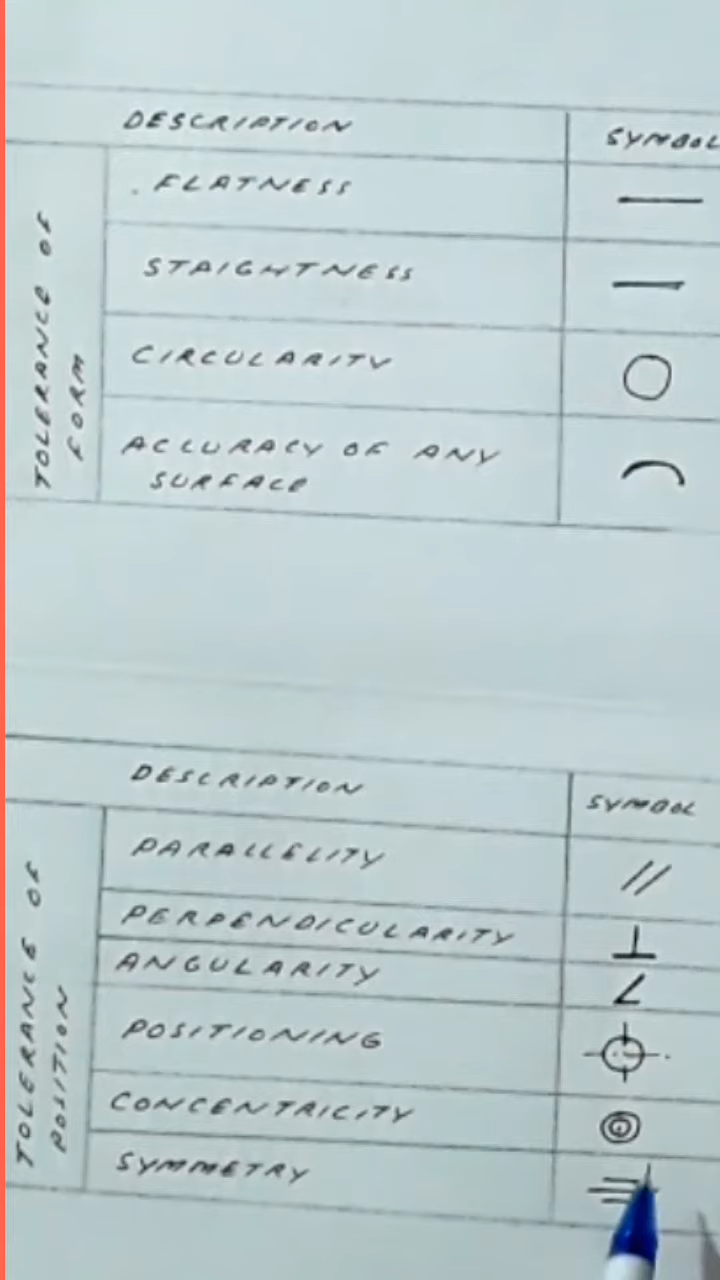 DESCRIPTION SYMBOL
TOLERANCE OF
FORM
FLATNESS
STAIGHTNESS
CIRCULARITY
ACCURACY OF ANY
SURFACE
DESCRIPTION SYMBOL
TOLERANCE OF
POSITION
PARALLELITY
PERPENDICULARITY
ANGULARITY
POSITIONING
CONCENTRICITY
SYMMETRY